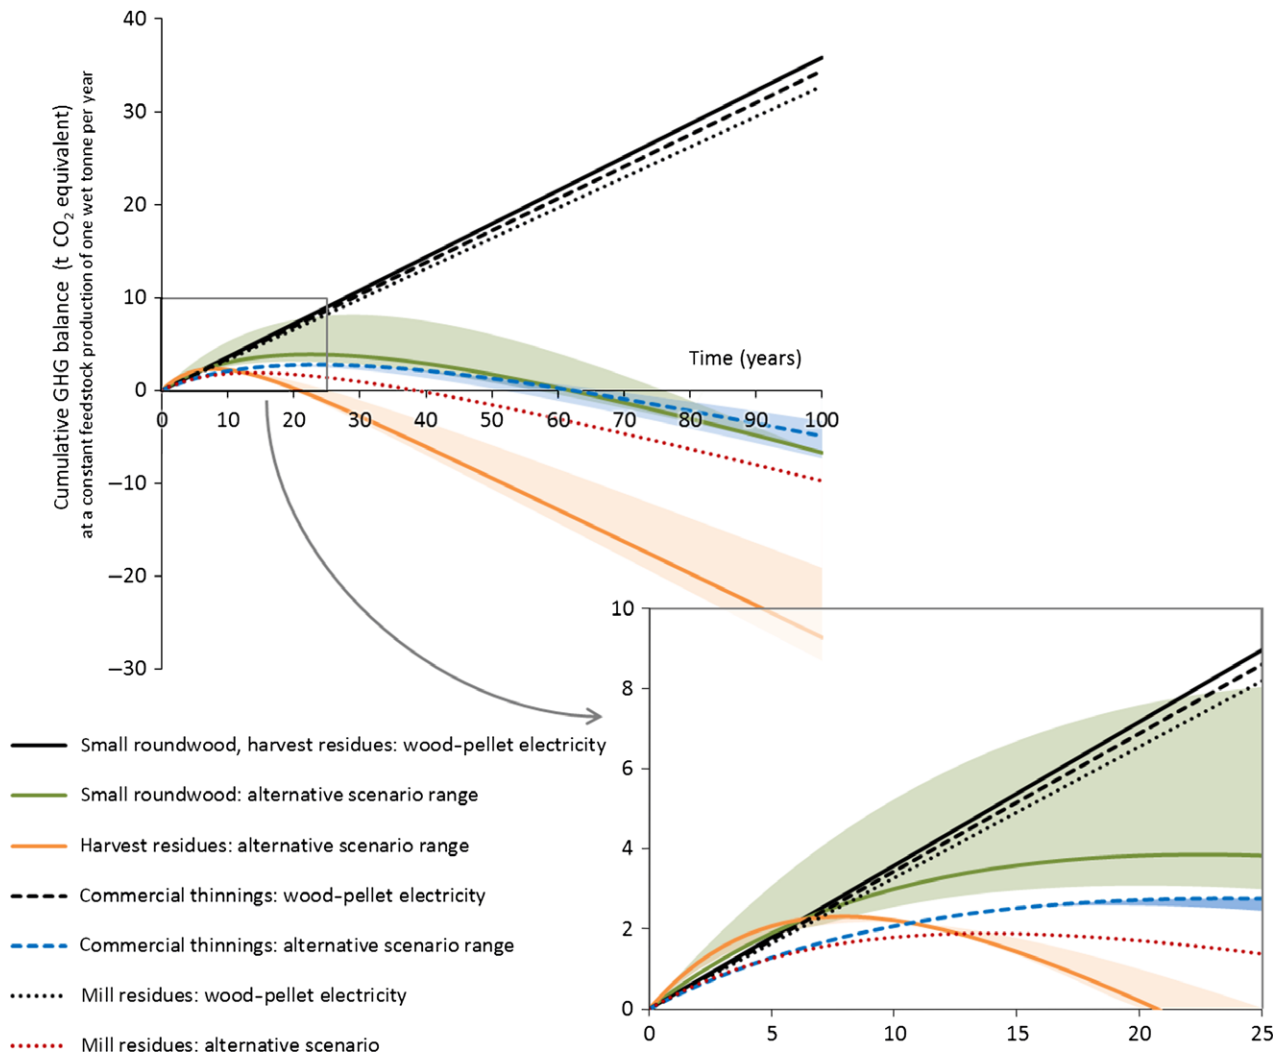 Cumulative GHG balance (t CO2 equivalent)
at a constant feedstock production of one wet tonne per year
40
30
20
10
0
−10
−20
−30
Time (years)
0 10 20 30 40 50 60 70 80 90 100
Small roundwood, harvest residues: wood-pellet electricity
Small roundwood: alternative scenario range
Harvest residues: alternative scenario range
Commercial thinnings: wood-pellet electricity
Commercial thinnings: alternative scenario range
Mill residues: wood-pellet electricity
Mill residues: alternative scenario
10
8
6
4
2
0
0 5 10 15 20 25